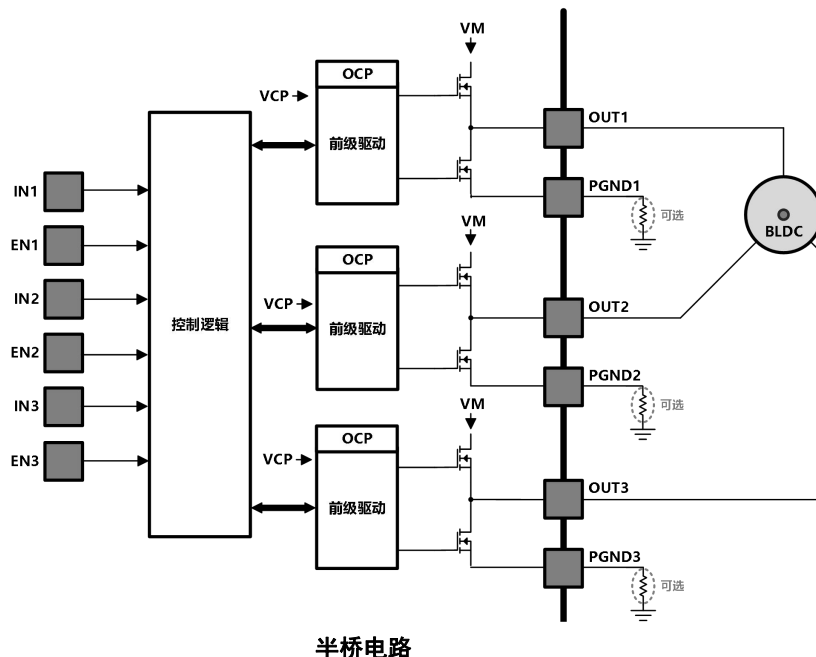 VM
OCP
VCP
前级驱动
OUT1
PGND1
可选
BLDC
IN1
EN1
IN2
EN2
IN3
EN3
控制逻辑
VM
OCP
VCP
前级驱动
OUT2
PGND2
可选
VM
OCP
VCP
前级驱动
OUT3
PGND3
可选
半桥电路